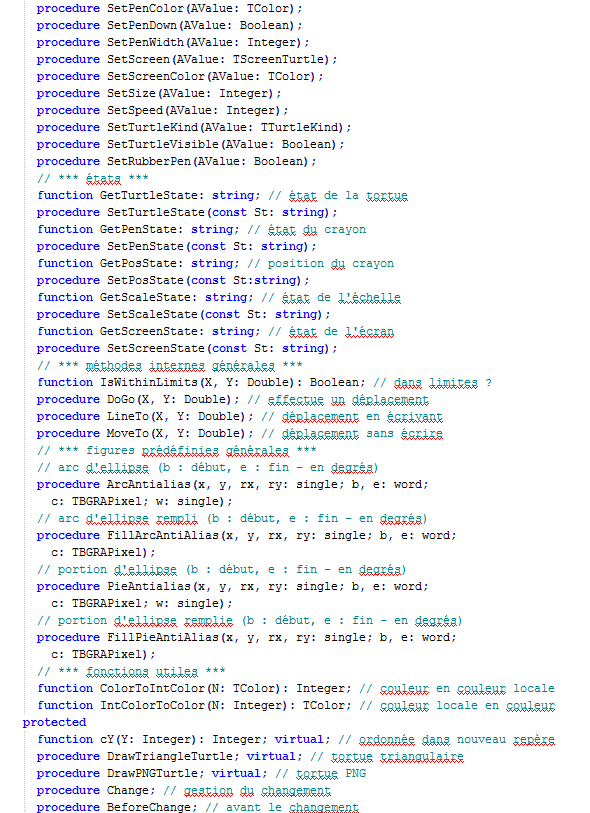 procedure SetPenColor(AValue: TColor);
procedure SetPenDown(AValue: Boolean);
procedure SetPenWidth(AValue: Integer);
procedure SetScreen(AValue: TScreenTurtle);
procedure SetScreenColor(AValue: TColor);
procedure SetSize(AValue: Integer);
procedure SetSpeed(AValue: Integer);
procedure SetTurtleKind(AValue: TTurtleKind);
procedure SetTurtleVisible(AValue: Boolean);
procedure SetRubberPen(AValue: Boolean);
// *** états ***
function GetTurtleState: string; // état de la tortue
procedure SetTurtleState(const St: string);
function GetPenState: string; // état du crayon
procedure SetPenState(const St: string);
function GetPosState: string; // position du crayon
procedure SetPosState(const St:string);
function GetScaleState: string; // état de l'échelle
procedure SetScaleState(const St: string);
function GetScreenState: string; // état de l'écran
procedure SetScreenState(const St: string);
// *** méthodes internes générales ***
function IsWithinLimits(X, Y: Double): Boolean; // dans limites ?
procedure DoGo(X, Y: Double); // effectue un déplacement
procedure LineTo(X, Y: Double); // déplacement en écrivant
procedure MoveTo(X, Y: Double); // déplacement sans écrire
// *** figures prédéfinies générales ***
// arc d'ellipse (b : début, e : fin - en degrés)
procedure ArcAntialias(x, y, rx, ry: single; b, e: word;
c: TBGRAPixel; w: single);
// arc d'ellipse rempli (b : début, e : fin - en degrés)
procedure FillArcAntiAlias(x, y, rx, ry: single; b, e: word;
c: TBGRAPixel);
// portion d'ellipse (b : début, e : fin - en degrés)
procedure PieAntialias(x, y, rx, ry: single; b, e: word;
c: TBGRAPixel; w: single);
// portion d'ellipse remplie (b : début, e : fin - en degrés)
procedure FillPieAntiAlias(x, y, rx, ry: single; b, e: word;
c: TBGRAPixel);
// *** fonctions utiles ***
function ColorToIntColor(N: TColor): Integer; // couleur en couleur locale
function IntColorToColor(N: Integer): TColor; // couleur locale en couleur
protected
function cY(Y: Integer): Integer; virtual; // ordonnée dans nouveau repère
procedure DrawTriangleTurtle; virtual; // tortue triangulaire
procedure DrawPNGTurtle; virtual; // tortue PNG
procedure Change; // gestion du changement
procedure BeforeChange; // avant le changement